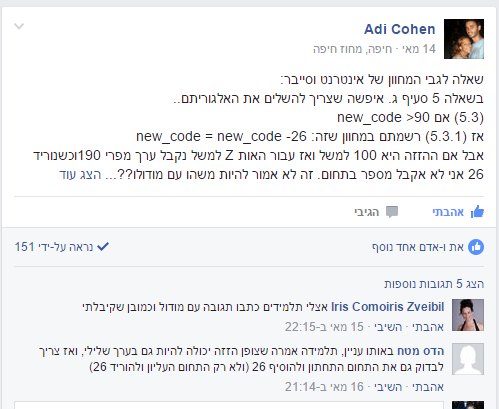 Adi Cohen
14 מאי · חיפה, מחוז חיפה
שאלה לגבי המחוון של אינטרנט וסייבר:
בשאלה 5 סעיף ג. איפשה שצריך להשלים את האלגוריתם..
(5.3) אם new_code >90
אז (5.3.1) רשמתם במחוון שזה: new_code = new_code -26
אבל אם ההזזה היא 100 למשל ואז עבור האות Z למשל נקבל ערך מפרי 190וכשנוריד
26 אני לא אקבל מספר בתחום. זה לא אמור להיות משהו עם מודולו??... הצג עוד
אהבתי הגיבי
את ו-אדם אחד נוסף נראה על-ידי 151
הצג 5 תגובות נוספות
Iris Comoiris Zveibil אצלי תלמידים כתבו תגובה עם מודול וכמובן שקיבלתי
אהבתי · השיבי · 15 מאי ב-22:15
הדס מטח באותו עניין, תלמידה אמרה שצופן הזזה יכולה להיות גם בערך שלילי, ואז צריך
לבדוק גם את התחום התחתון ולהוסיף 26 (ולא רק התחום העליון ולהוריד 26)
אהבתי · השיבי · 16 מאי ב-21:14